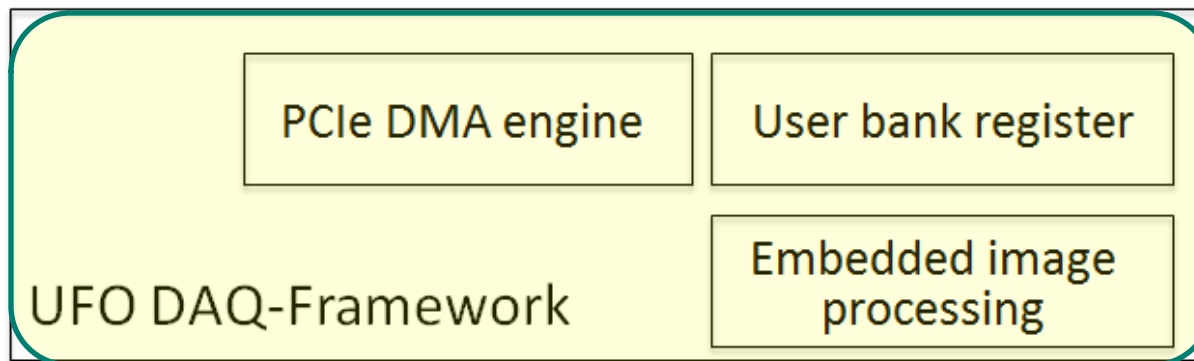 PCIe DMA engine
User bank register
Embedded image
processing
UFO DAQ-Framework